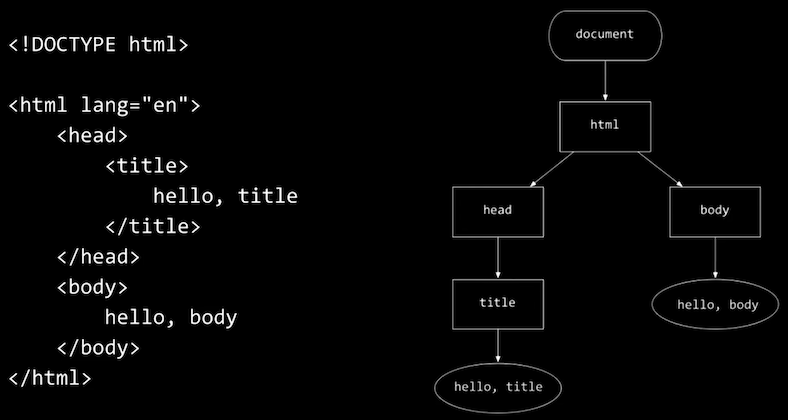 <!DOCTYPE html>
<html lang="en">
<head>
<title>
hello, title
</title>
</head>
<body>
hello, body
</body>
</html>
document
html
head
body
title
hello, body
hello, title